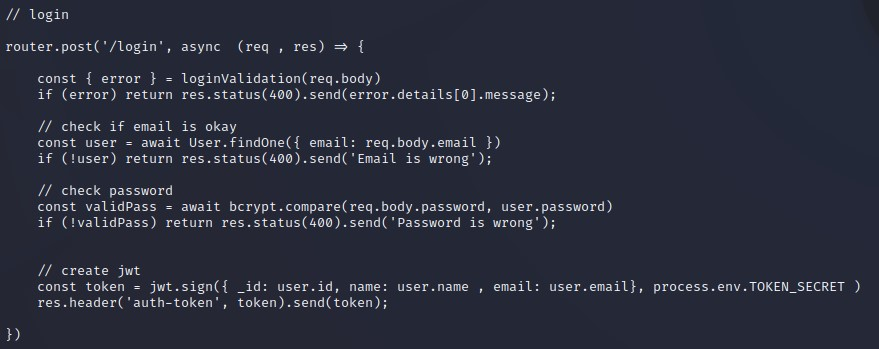 // login
router.post('/login', async  (req , res) => {
    const { error } = loginValidation(req.body)
    if (error) return res.status(400).send(error.details[0].message);
    // check if email is okay
    const user = await User.findOne({ email: req.body.email })
    if (!user) return res.status(400).send('Email is wrong');
    // check password
    const validPass = await bcrypt.compare(req.body.password, user.password)
    if (!validPass) return res.status(400).send('Password is wrong');
    // create jwt
    const token = jwt.sign({ _id: user.id, name: user.name , email: user.email}, process.env.TOKEN_SECRET )
    res.header('auth-token', token).send(token);
})